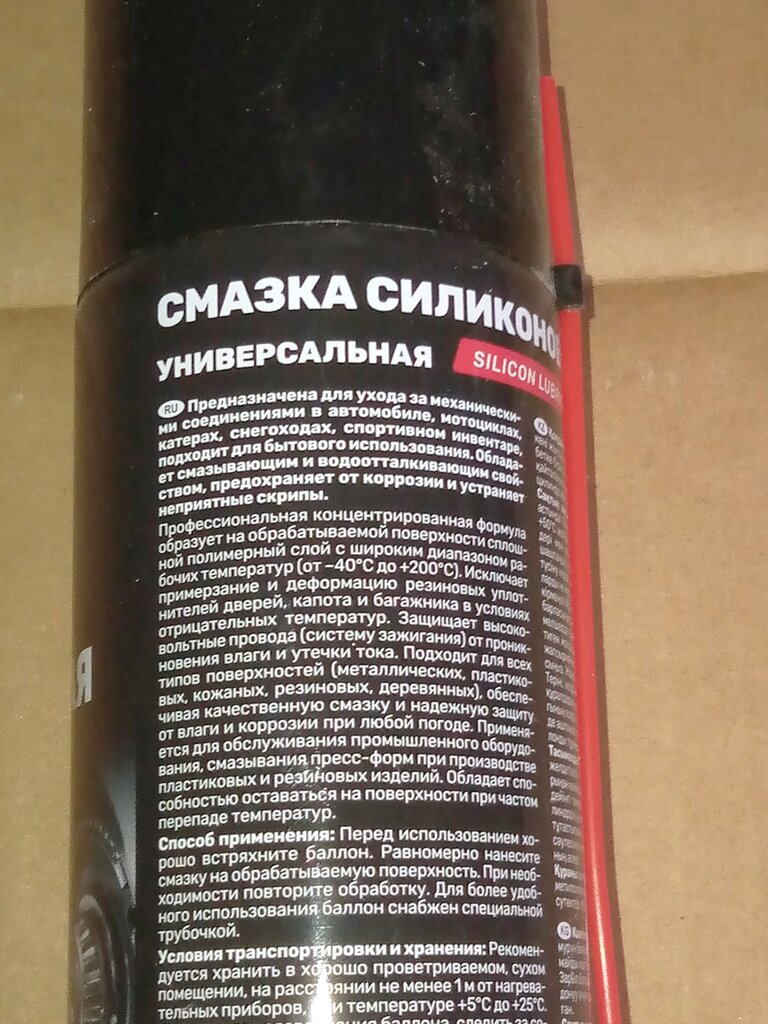 СМАЗКА СИЛИКОНО
УНИВЕРСАЛЬНАЯ
SILICON LUB
RU Предназначена для ухода за механически-
ми соединениями в автомобиле, мотоциклах,
катерах, снегоходах, спортивном инвентаре,
подходит для бытового использования. Облада-
ет смазывающим и водоотталкивающим свой-
ством, предохраняет от коррозии и устраняет
неприятные скрипы.
Профессиональная концентрированная формула
образует на обрабатываемой поверхности сплош-
ной полимерный слой с широким диапазоном ра-
бочих температур (от −40°С до +200°С). Исключает
примерзание и деформацию резиновых уплот-
нителей дверей, капота и багажника в условиях
отрицательных температур. Защищает высоко-
вольтные провода (систему зажигания) от проник-
новения влаги и утечки тока. Подходит для всех
типов поверхностей (металлических, пластико-
вых, кожаных, резиновых, деревянных), обеспе-
чивая качественную смазку и надежную защиту
от влаги и коррозии при любой погоде. Применя-
ется для обслуживания промышленного оборудо-
вания, смазывания пресс-форм при производстве
пластиковых и резиновых изделий. Обладает спо-
собностью оставаться на поверхности при частом
перепаде температур.
Способ применения: Перед использованием хо-
рошо встряхните баллон. Равномерно нанесите
смазку на обрабатываемую поверхность. При необ-
ходимости повторите обработку. Для более удоб-
ного использования баллон снабжен специальной
трубочкой.
Условия транспортировки и хранения: Рекомен-
дуется хранить в хорошо проветриваемом, сухом
помещении, на расстоянии не менее 1 м от нагрева-
тельных приборов, при температуре +5°С до +25°С.
Я
KZ
KG